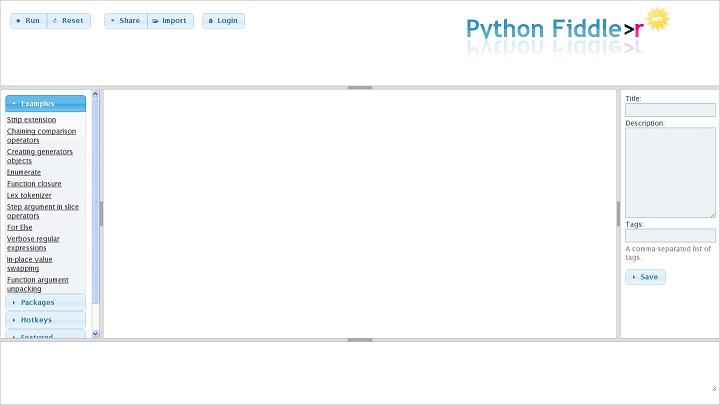 Run Reset Share Import Login
Python Fiddle>r
Examples
Strip extension
Chaining comparison
operators
Creating generators
objects
Enumerate
Function closure
Lex tokenizer
Step argument in slice
operators
For Else
Verbose regular
expressions
In-place value
swapping
Function argument
unpacking
Packages
Hotkeys
Featured
Title:
Description:
Tags:
A comma-separated list of
tags.
Save